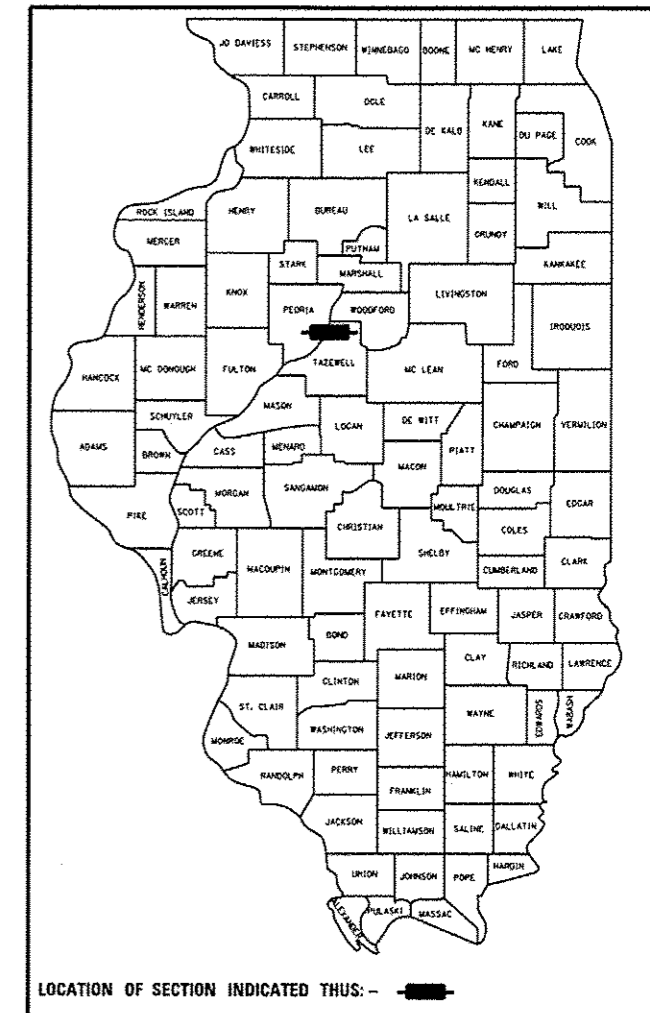 JO DAVIESS STEPHENSON WINNEBAGO BOONE MC HENRY LAKE
CARROLL OGLE DE KALB KANE DU PAGE COOK
WHITESIDE LEE KENDALL WILL
ROCK ISLAND HENRY BUREAU LA SALLE GRUNDY
MERCER PUTNAM KANKAKEE
STARK MARSHALL
HENDERSON WARREN KNOX PEORIA WOODFORD LIVINGSTON IROQUOIS
HANCOCK MC DONOUGH FULTON TAZEWELL MC LEAN FORD
SCHUYLER MASON LOGAN DE WITT CHAMPAIGN VERMILION
ADAMS BROWN CASS MENARD MACON PIATT
PIKE SCOTT MORGAN SANGAMON MOULTRIE DOUGLAS EDGAR
CHRISTIAN COLES
CALHOUN GREENE MACOUPIN MONTGOMERY SHELBY CUMBERLAND CLARK
JERSEY
FAYETTE EFFINGHAM JASPER CRAWFORD
MADISON BOND
CLINTON MARION CLAY RICHLAND LAWRENCE
ST. CLAIR WAYNE EDWARDS WABASH
MONROE WASHINGTON JEFFERSON
RANDOLPH PERRY HAMILTON WHITE
FRANKLIN
JACKSON WILLIAMSON SALINE GALLATIN
UNION JOHNSON POPE HARDIN
ALEXANDER PULASKI MASSAC
LOCATION OF SECTION INDICATED THUS: -